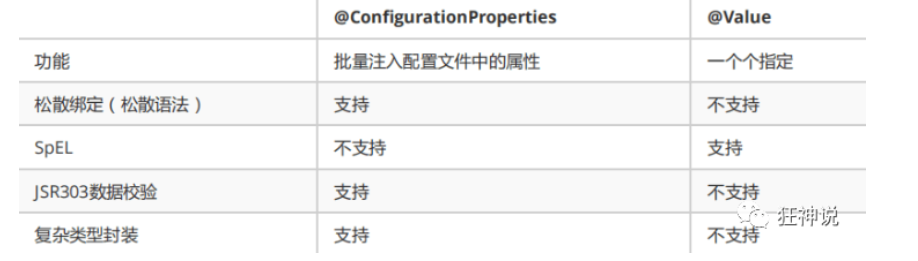 @ConfigurationProperties @Value
功能 批量注入配置文件中的属性 一个个指定
松散绑定（松散语法） 支持 不支持
SpEL 不支持 支持
JSR303数据校验 支持 不支持
狂神说
复杂类型封装 支持 不支持